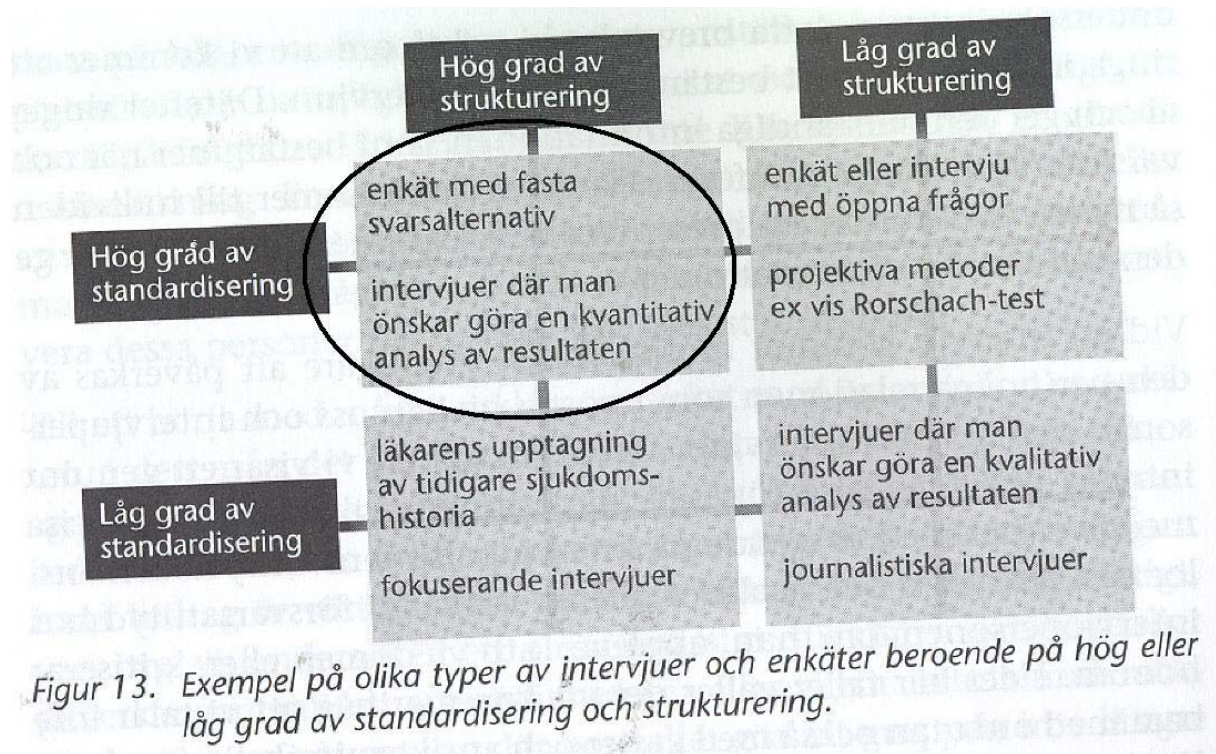 Hög grad av
strukturering
Låg grad av
strukturering
Hög grad av
standardisering
enkät med fasta
svarsalternativ
intervjuer där man
önskar göra en kvantitativ
analys av resultaten
enkät eller intervju
med öppna frågor
projektiva metoder
ex vis Rorschach-test
Låg grad av
standardisering
läkarens upptagning
av tidigare sjukdoms-
historia
fokuserande intervjuer
intervjuer där man
önskar göra en kvalitativ
analys av resultaten
journalistiska intervjuer
Figur 13. Exempel på olika typer av intervjuer och enkäter beroende på hög eller
låg grad av standardisering och strukturering.